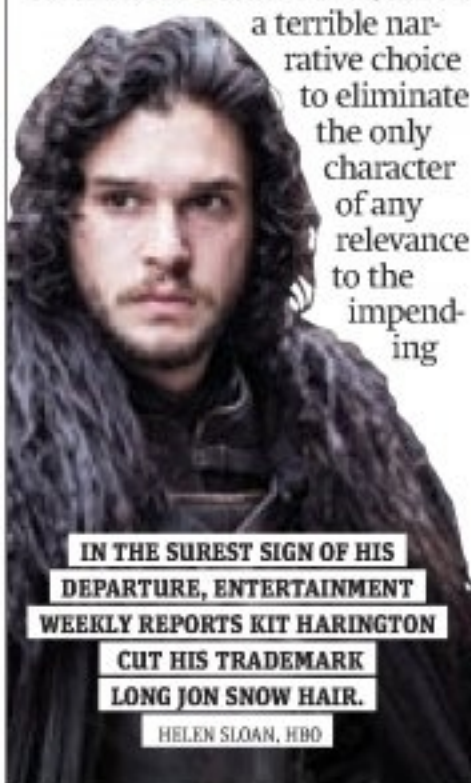 a terrible nar-
rative choice
to eliminate
the only
character
of any
relevance
to the
impend-
ing
IN THE SUREST SIGN OF HIS
DEPARTURE, ENTERTAINMENT
WEEKLY REPORTS KIT HARINGTON
CUT HIS TRADEMARK
LONG JON SNOW HAIR.
HELEN SLOAN, HBO